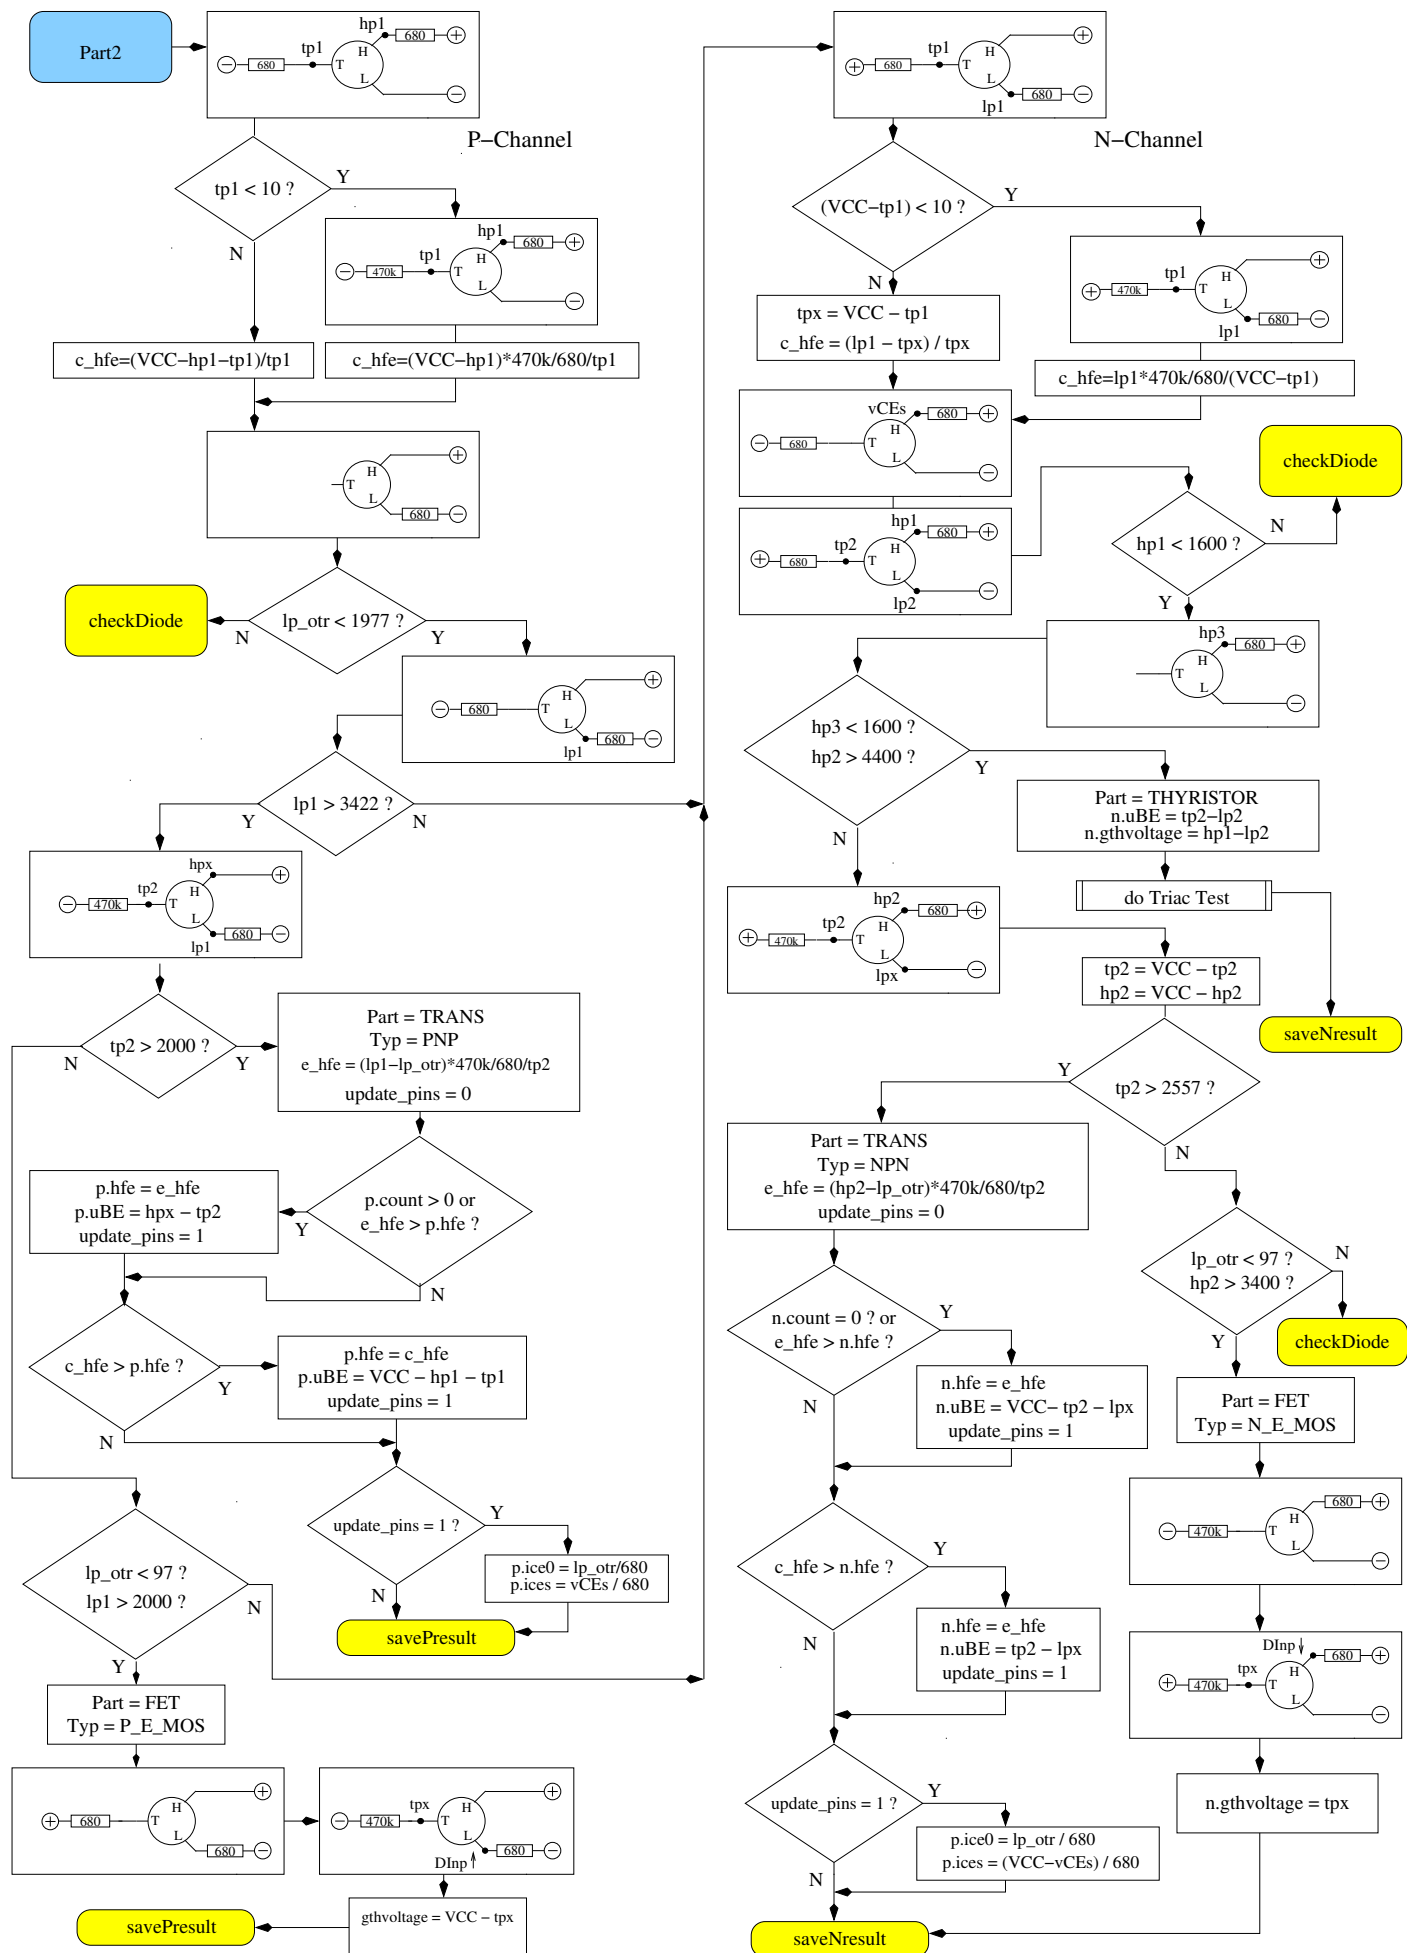 Part2
hp1
tp1
H
T
L
680
680
+
−
−
P−Channel
tp1 < 10 ?
Y
N
hp1
tp1
H
T
L
470k
680
+
−
−
c_hfe=(VCC−hp1−tp1)/tp1
c_hfe=(VCC−hp1)*470k/680/tp1
H
T
L
680
+
−
lp_otr < 1977 ?
N
Y
checkDiode
H
T
L
680
680
lp1
+
−
−
lp1 > 3422 ?
Y
N
hpx
tp2
H
T
L
470k
680
lp1
+
−
−
tp2 > 2000 ?
N
Y
Part = TRANS
Typ = PNP
e_hfe = (lp1−lp_otr)*470k/680/tp2
update_pins = 0
p.count > 0 or
e_hfe > p.hfe ?
Y
N
p.hfe = e_hfe
p.uBE = hpx − tp2
update_pins = 1
c_hfe > p.hfe ?
Y
N
p.hfe = c_hfe
p.uBE = VCC − hp1 − tp1
update_pins = 1
update_pins = 1 ?
Y
N
p.ice0 = lp_otr/680
p.ices = vCEs / 680
savePresult
lp_otr < 97 ?
lp1 > 2000 ?
N
Y
Part = FET
Typ = P_E_MOS
H
T
L
680
680
+
+
−
tpx
H
T
L
470k
680
DInp
+
−
−
gthvoltage = VCC − tpx
savePresult
tp1
H
T
L
680
680
lp1
+
+
−
N−Channel
(VCC−tp1) < 10 ?
Y
N
tpx = VCC − tp1
c_hfe = (lp1 − tpx) / tpx
tp1
H
T
L
470k
680
lp1
+
+
−
c_hfe=lp1*470k/680/(VCC−tp1)
vCEs
H
T
L
680
680
+
−
−
hp1
tp2
H
T
L
680
680
lp2
+
+
−
hp1 < 1600 ?
N
Y
checkDiode
hp3
H
T
L
680
+
−
hp3 < 1600 ?
hp2 > 4400 ?
Y
N
Part = THYRISTOR
n.uBE = tp2−lp2
n.gthvoltage = hp1−lp2
do Triac Test
saveNresult
hp2
tp2
H
T
L
470k
680
lpx
+
+
−
tp2 = VCC − tp2
hp2 = VCC − hp2
tp2 > 2557 ?
Y
N
Part = TRANS
Typ = NPN
e_hfe = (hp2−lp_otr)*470k/680/tp2
update_pins = 0
n.count = 0 ? or
e_hfe > n.hfe ?
Y
N
n.hfe = e_hfe
n.uBE = VCC− tp2 − lpx
update_pins = 1
c_hfe > n.hfe ?
Y
N
n.hfe = e_hfe
n.uBE = tp2 − lpx
update_pins = 1
update_pins = 1 ?
Y
N
p.ice0 = lp_otr / 680
p.ices = (VCC−vCEs) / 680
saveNresult
lp_otr < 97 ?
hp2 > 3400 ?
N
Y
checkDiode
Part = FET
Typ = N_E_MOS
H
T
L
470k
680
+
−
−
DInp
tpx
H
T
L
470k
680
+
+
−
n.gthvoltage = tpx